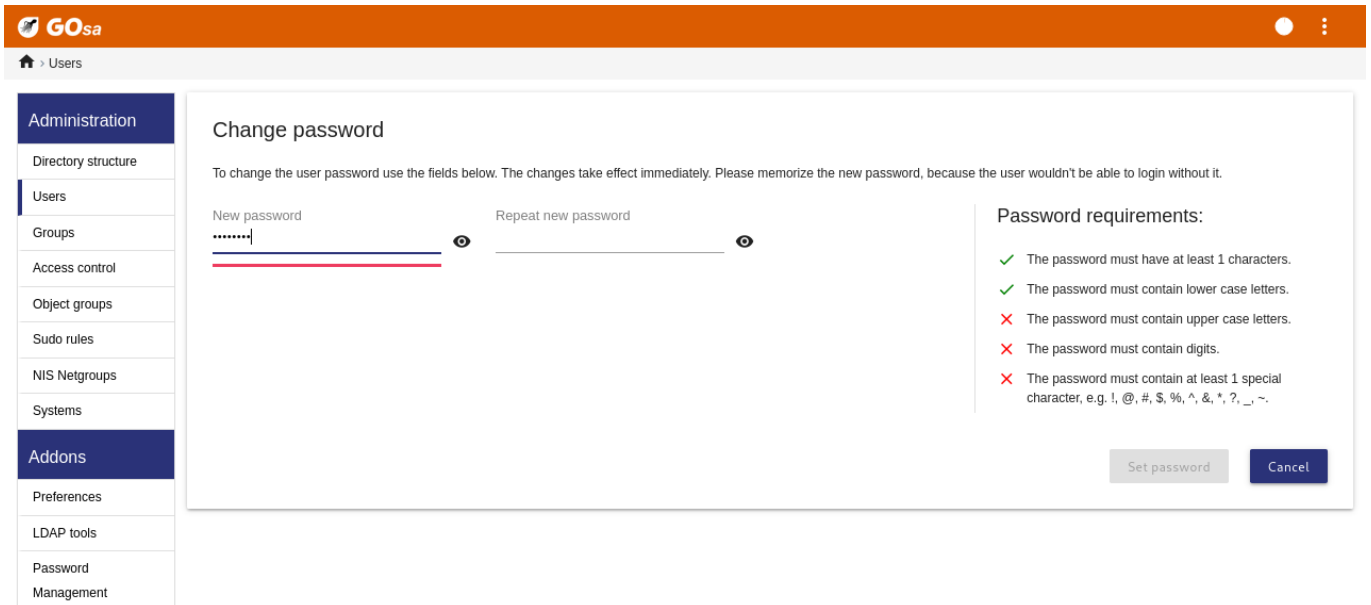 GOsa
› Users
Administration
Directory structure
Users
Groups
Access control
Object groups
Sudo rules
NIS Netgroups
Systems
Addons
Preferences
LDAP tools
Password
Management
Change password
To change the user password use the fields below. The changes take effect immediately. Please memorize the new password, because the user wouldn't be able to login without it.
New password
••••••••
Repeat new password
Password requirements:
The password must have at least 1 characters.
The password must contain lower case letters.
The password must contain upper case letters.
The password must contain digits.
The password must contain at least 1 special
character, e.g. !, @, #, $, %, ^, &, *, ?, _, ~.
Set password
Cancel